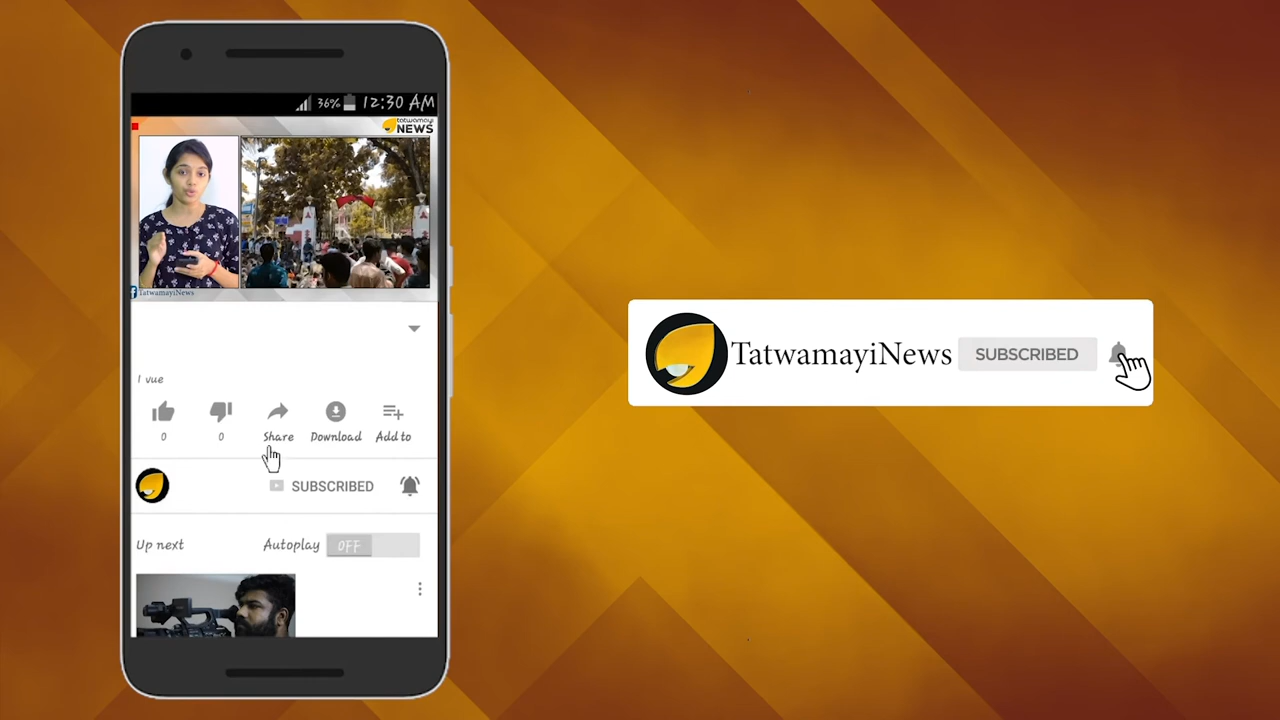 36% 12:30 AM
tatwamayi
NEWS
TatwamayiNews
1 vue
0 0 Share Download Add to
SUBSCRIBED
Up next Autoplay OFF
TatwamayiNews SUBSCRIBED